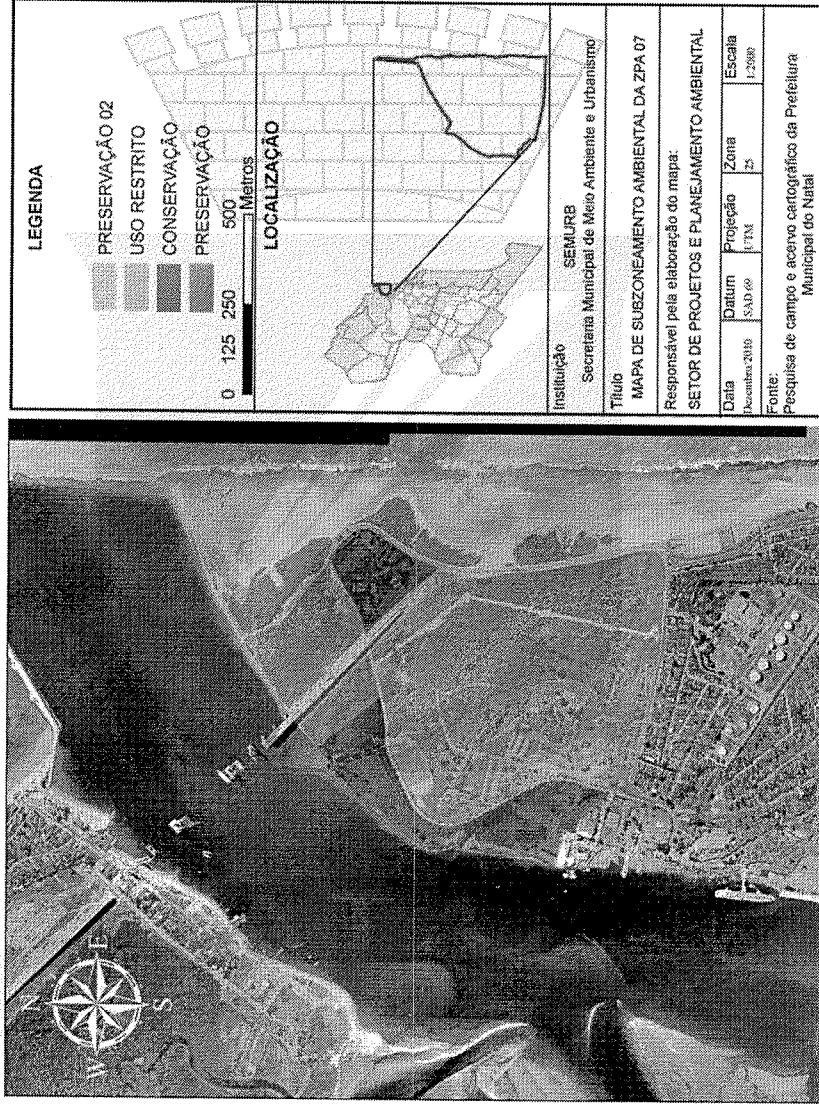 LEGENDA
PRESERVAÇÃO 02
USO RESTRITO
CONSERVAÇÃO
PRESERVAÇÃO
0 125 250 500
Metros
LOCALIZAÇÃO
Instituição
SEMURB
Secretaria Municipal de Meio Ambiente e Urbanismo
Título
MAPA DE SUBZONEAMENTO AMBIENTAL DA ZPA 07
Responsável pela elaboração do mapa:
SETOR DE PROJETOS E PLANEJAMENTO AMBIENTAL
Data Datum Projeção Zona Escala
Dezembro/2010 SAD 69 UTM 25
Fonte:
Pesquisa de campo e acervo cartográfico da Prefeitura
Municipal do Natal
N
W E
S